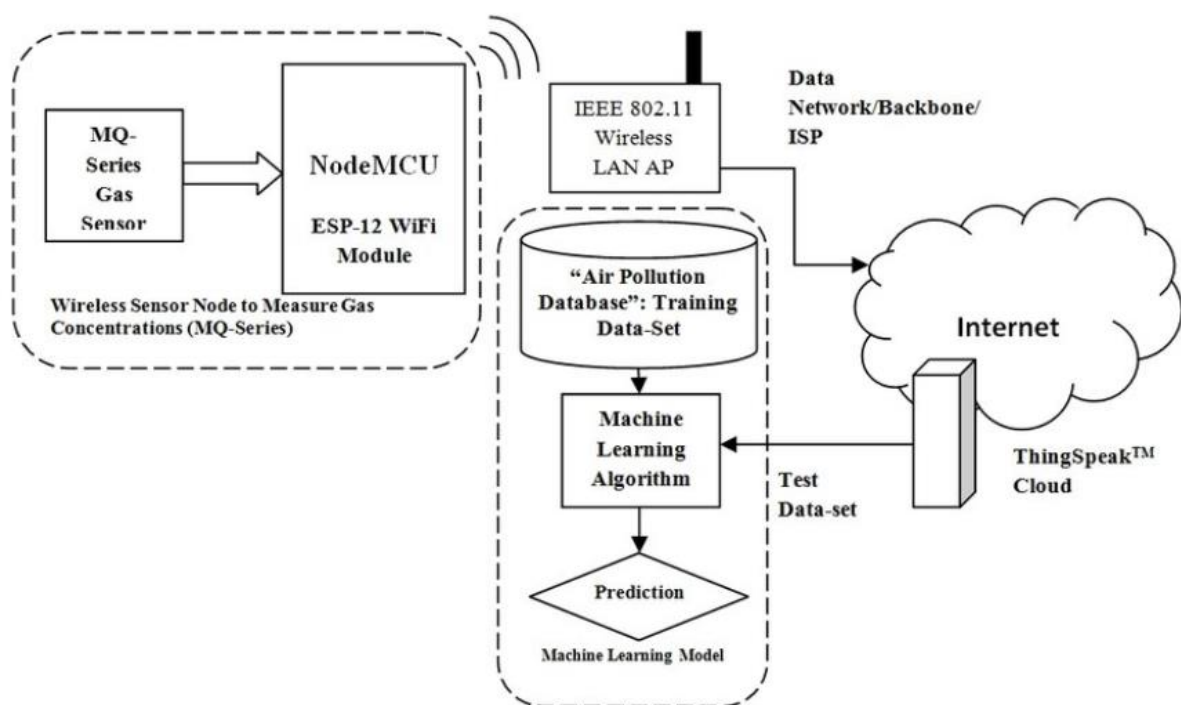 MQ-
Series
Gas
Sensor
NodeMCU
ESP-12 WiFi
Module
Wireless Sensor Node to Measure Gas
Concentrations (MQ-Series)
IEEE 802.11
Wireless
LAN AP
Data
Network/Backbone/
ISP
“Air Pollution
Database”: Training
Data-Set
Internet
Machine
Learning
Algorithm
Test
Data-set
ThingSpeak™
Cloud
Prediction
Machine Learning Model